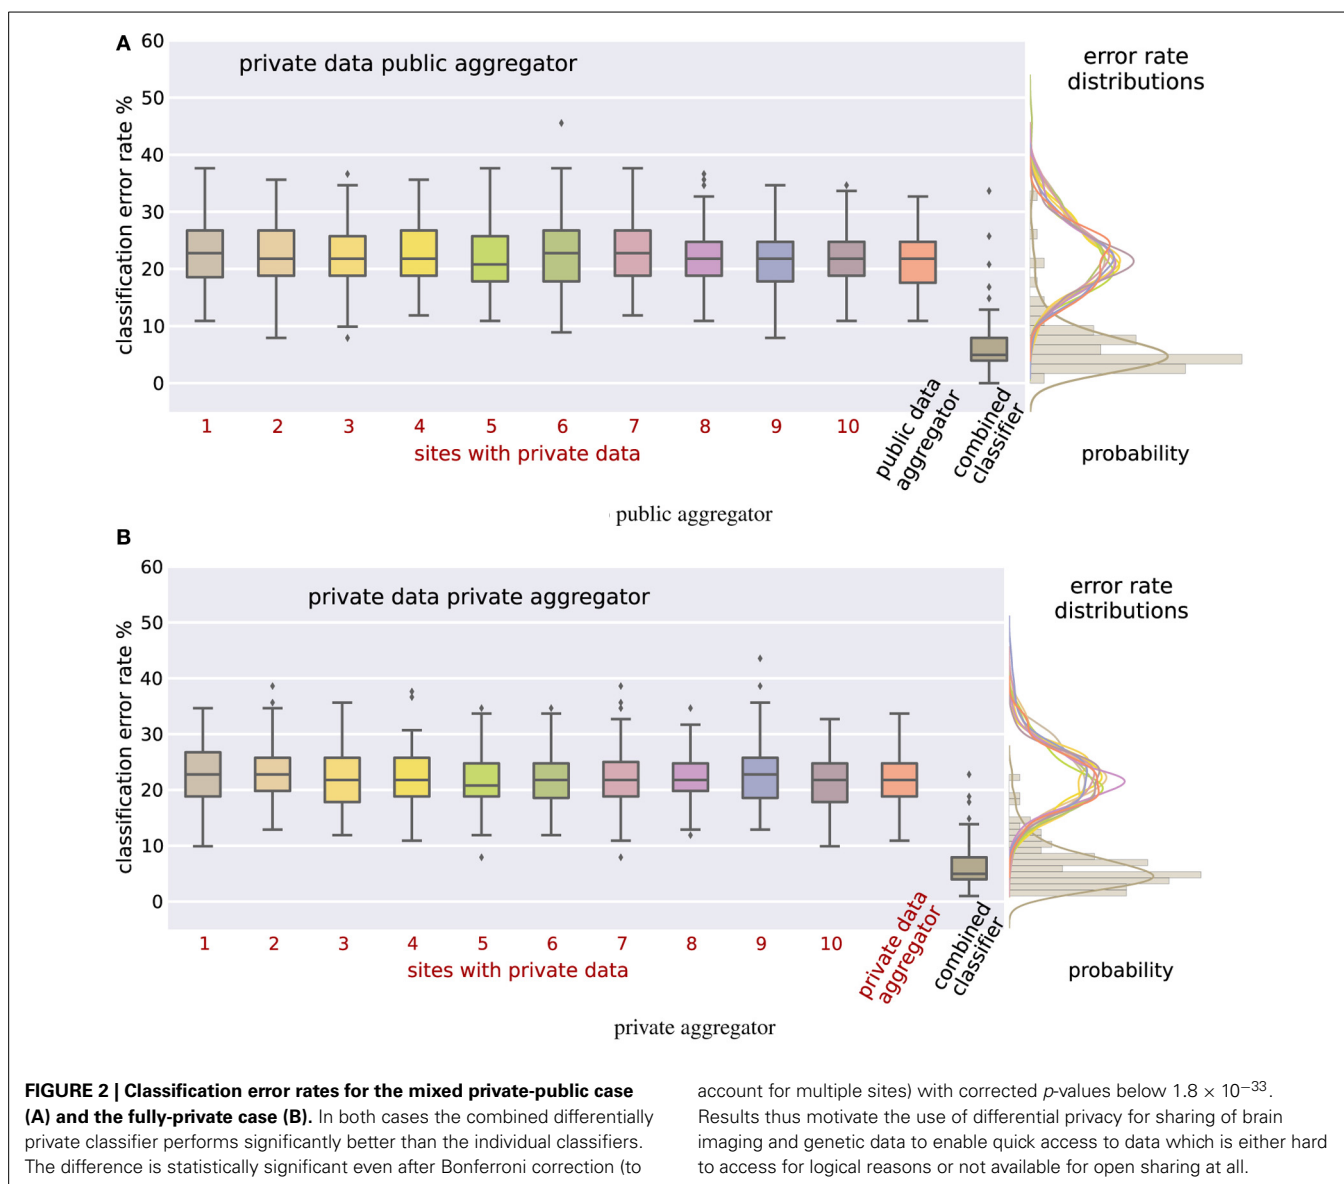 A
60
50
40
30
20
10
0
classification error rate %
private data public aggregator
error rate
distributions
1 2 3 4 5 6 7 8 9 10
sites with private data
public data
aggregator
combined
classifier
probability
public aggregator
B
60
50
40
30
20
10
0
classification error rate %
private data private aggregator
error rate
distributions
1 2 3 4 5 6 7 8 9 10
sites with private data
private data
aggregator
combined
classifier
probability
private aggregator
FIGURE 2 | Classification error rates for the mixed private-public case
(A) and the fully-private case (B). In both cases the combined differentially
private classifier performs significantly better than the individual classifiers.
The difference is statistically significant even after Bonferroni correction (to
account for multiple sites) with corrected p-values below 1.8 × 10⁻³³.
Results thus motivate the use of differential privacy for sharing of brain
imaging and genetic data to enable quick access to data which is either hard
to access for logical reasons or not available for open sharing at all.